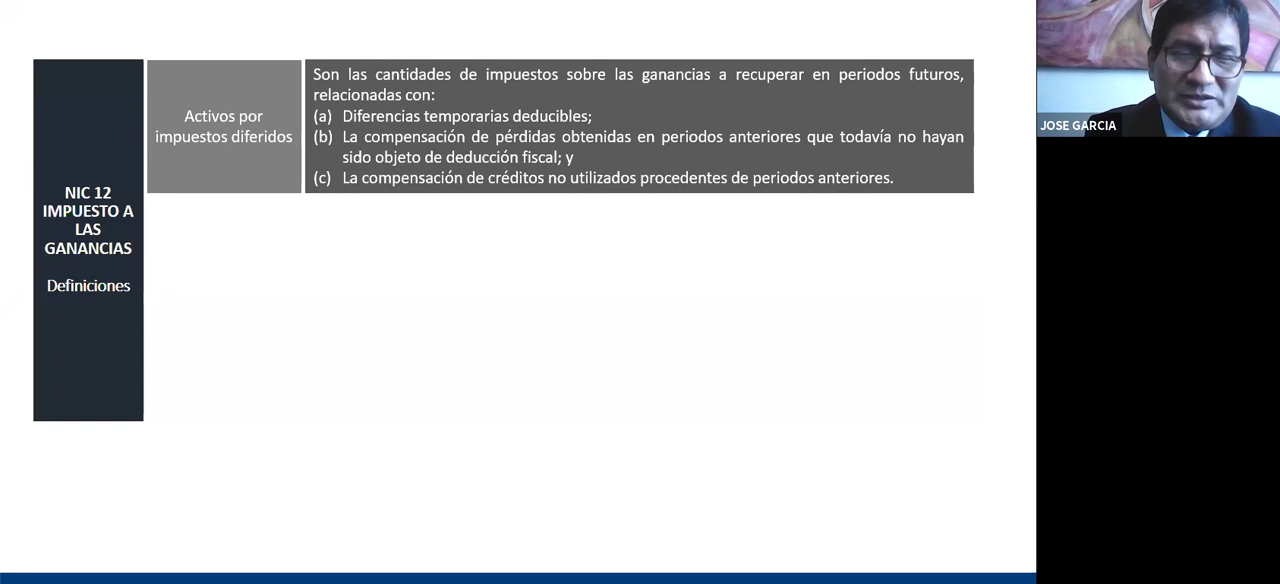 NIC 12
IMPUESTO A
LAS
GANANCIAS
Definiciones
Activos por
impuestos diferidos
Son las cantidades de impuestos sobre las ganancias a recuperar en periodos futuros,
relacionadas con:
(a) Diferencias temporarias deducibles;
(b) La compensación de pérdidas obtenidas en periodos anteriores que todavía no hayan
sido objeto de deducción fiscal; y
(c) La compensación de créditos no utilizados procedentes de periodos anteriores.
JOSE GARCIA